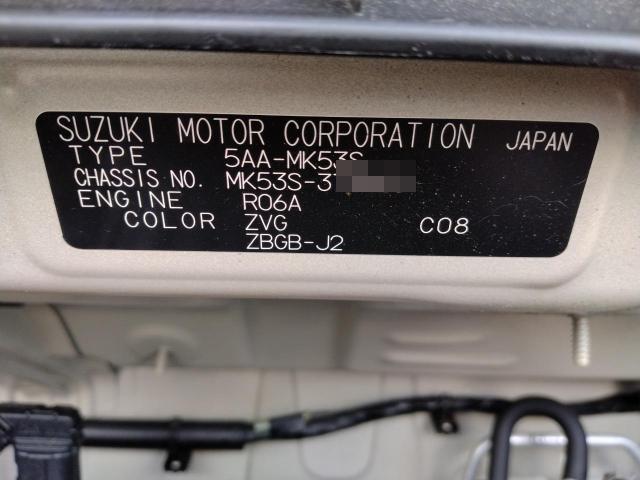 SUZUKI MOTOR CORPORATION JAPAN
TYPE 5AA-MK53S
CHASSIS NO. MK53S-3
ENGINE R06A
COLOR ZVG C08
ZBGB-J2